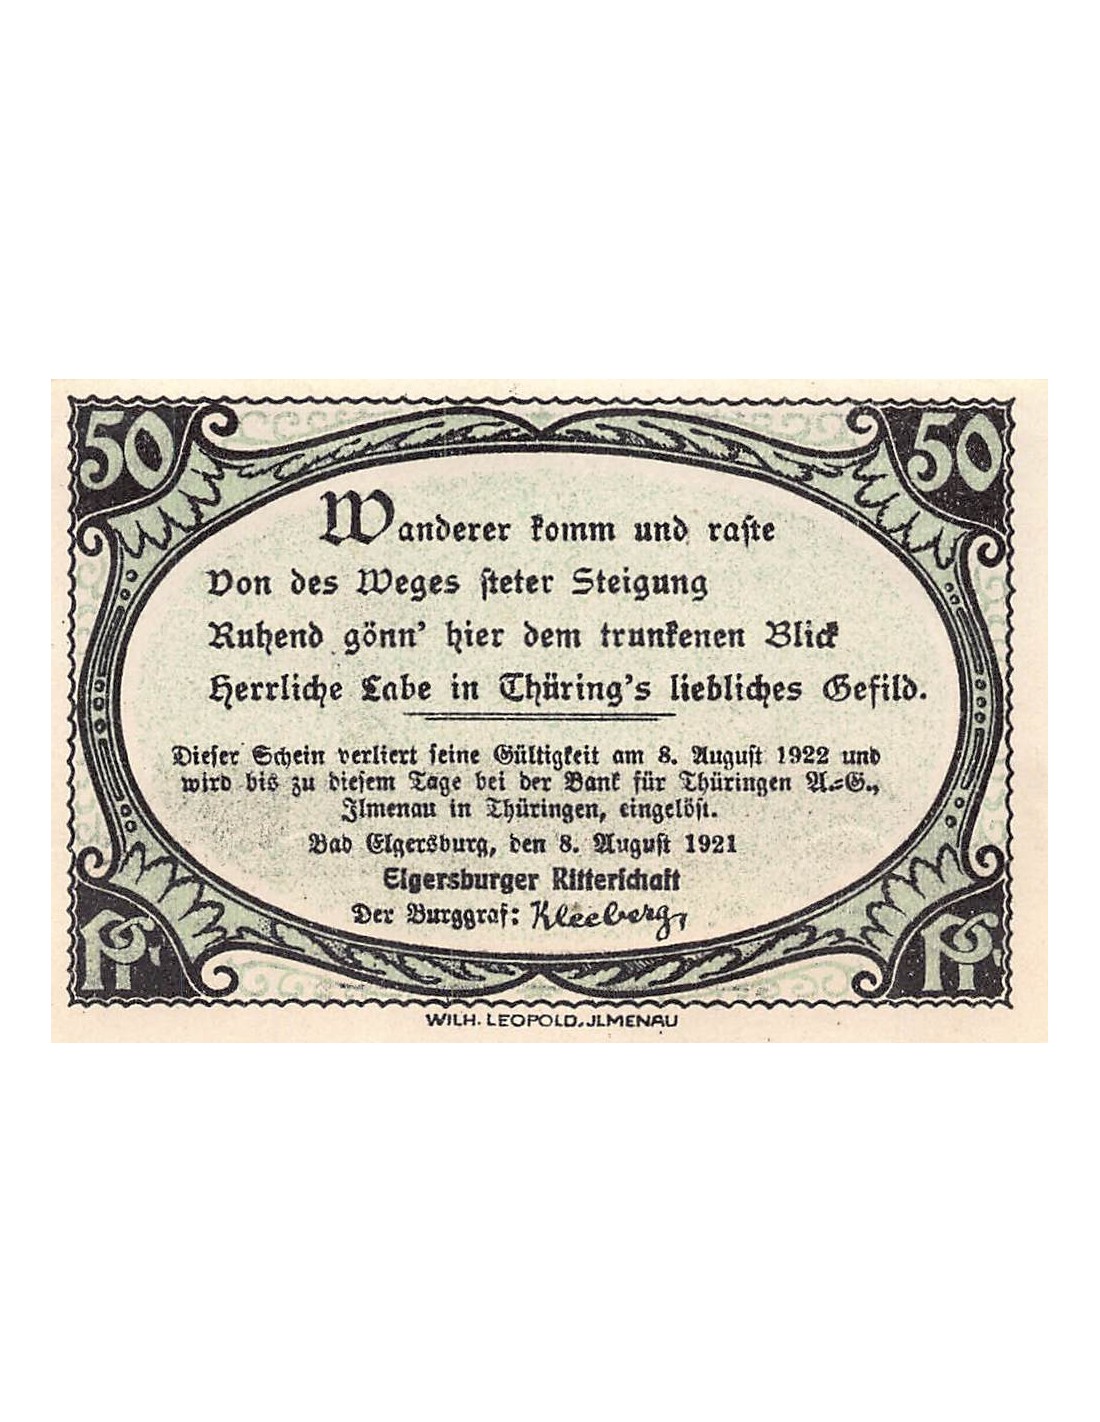 50 50
Wanderer komm und raste
Von des Weges steter Steigung
Ruhend gönn' hier dem trunkenen Blick
Herrliche Labe in Thüring's liebliches Gefild.
Dieser Schein verliert seine Gültigkeit am 8. August 1922 und
wird bis zu diesem Tage bei der Bank für Thüringen A.=G.,
Ilmenau in Thüringen, eingelöst.
Bad Elgersburg, den 8. August 1921
Elgersburger Ritterschaft
Der Burggraf: Kleeberg
Pf Pf
WILH. LEOPOLD. JLMENAU